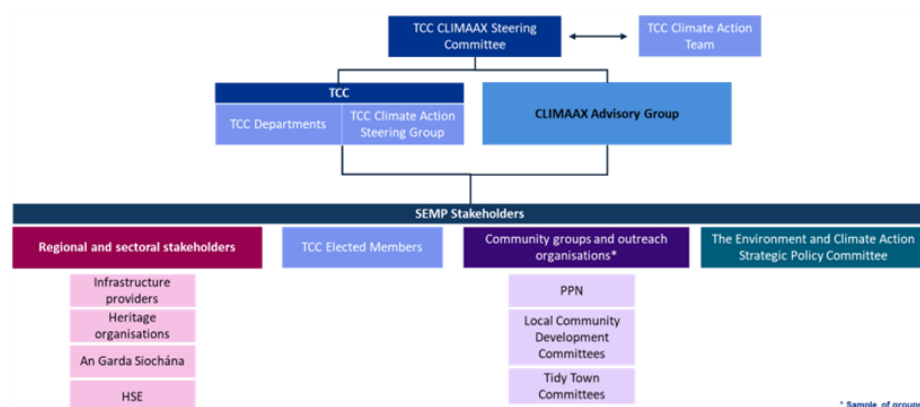 TCC CLIMAAX Steering
Committee
TCC Climate Action
Team
TCC
TCC Departments
TCC Climate Action
Steering Group
CLIMAAX Advisory Group
SEMP Stakeholders
Regional and sectoral stakeholders
TCC Elected Members
Community groups and outreach
organisations*
The Environment and Climate Action
Strategic Policy Committee
Infrastructure
providers
Heritage
organisations
An Garda Síochána
HSE
PPN
Local Community
Development
Committees
Tidy Town
Committees
* Sample of groups